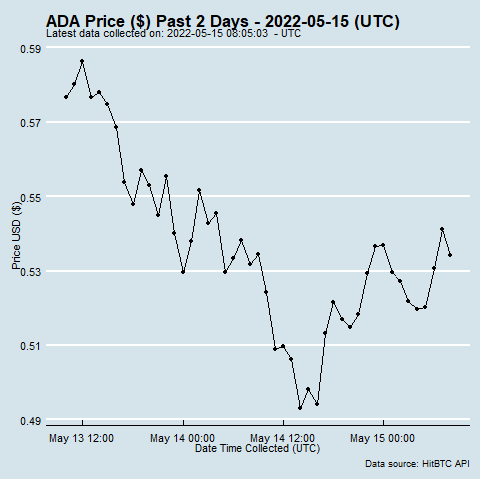 ADA Price ($) Past 2 Days - 2022-05-15 (UTC)
Latest data collected on: 2022-05-15 08:05:03  - UTC
0.59
0.57
0.55
0.53
0.51
0.49
Price USD ($)
May 13 12:00
May 14 00:00
May 14 12:00
May 15 00:00
Date Time Collected (UTC)
Data source: HitBTC API